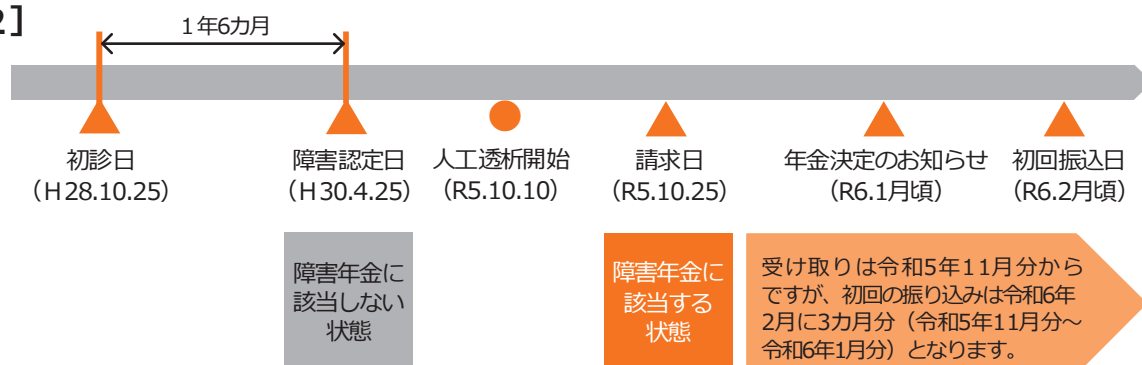 2]
1年6カ月
初診日
（H28.10.25）
障害認定日
（H30.4.25）
人工透析開始
（R5.10.10）
請求日
（R5.10.25）
年金決定のお知らせ
（R6.1月頃）
初回振込日
（R6.2月頃）
障害年金に
該当しない
状態
障害年金に
該当する
状態
受け取りは令和5年11月分から
ですが、初回の振り込みは令和6年
2月に3カ月分（令和5年11月分～
令和6年1月分）となります。